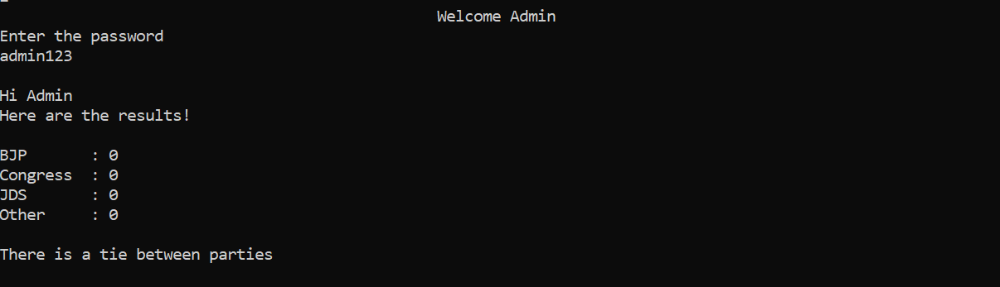 Welcome Admin
Enter the password
admin123
Hi Admin
Here are the results!
BJP : 0
Congress : 0
JDS : 0
Other : 0
There is a tie between parties